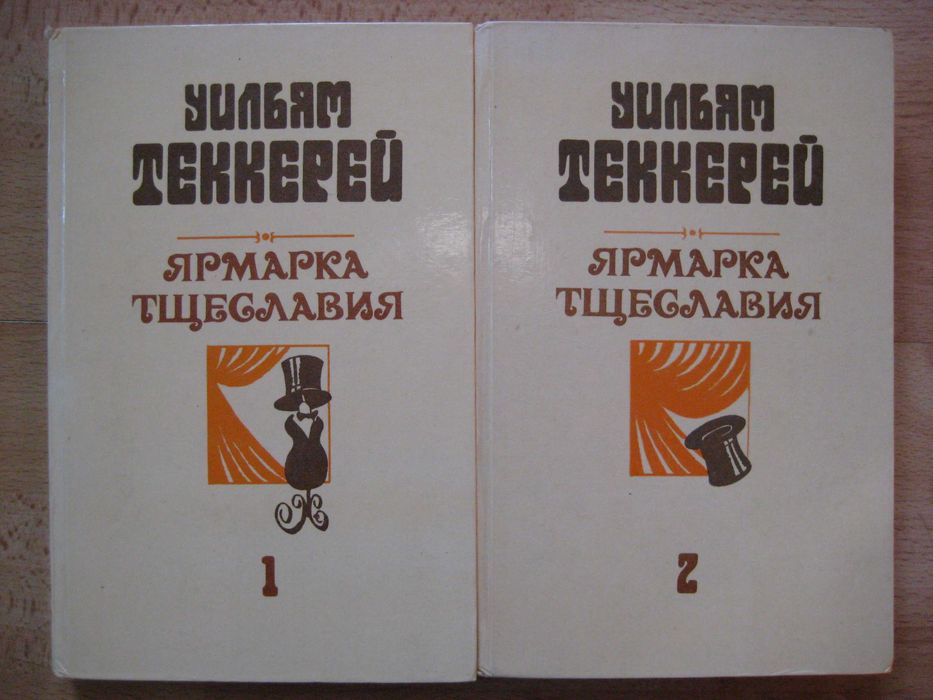 УИЛЬЯМ
ТЕККЕРЕЙ
ЯРМАРКА
ТЩЕСЛАВИЯ
1
УИЛЬЯМ
ТЕККЕРЕЙ
ЯРМАРКА
ТЩЕСЛАВИЯ
2